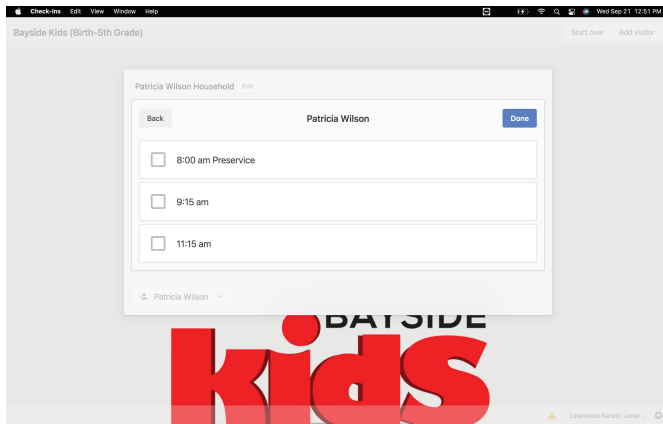 Check-Ins Edit View Window Help Wed Sep 21 12:51 PM
Bayside Kids (Birth-5th Grade) Start over Add visitor
Patricia Wilson Household Edit
Back Patricia Wilson Done
8:00 am Preservice
9:15 am
11:15 am
Patricia Wilson
BAYSIDE
kids
Lakewood Ranch: Janet ...